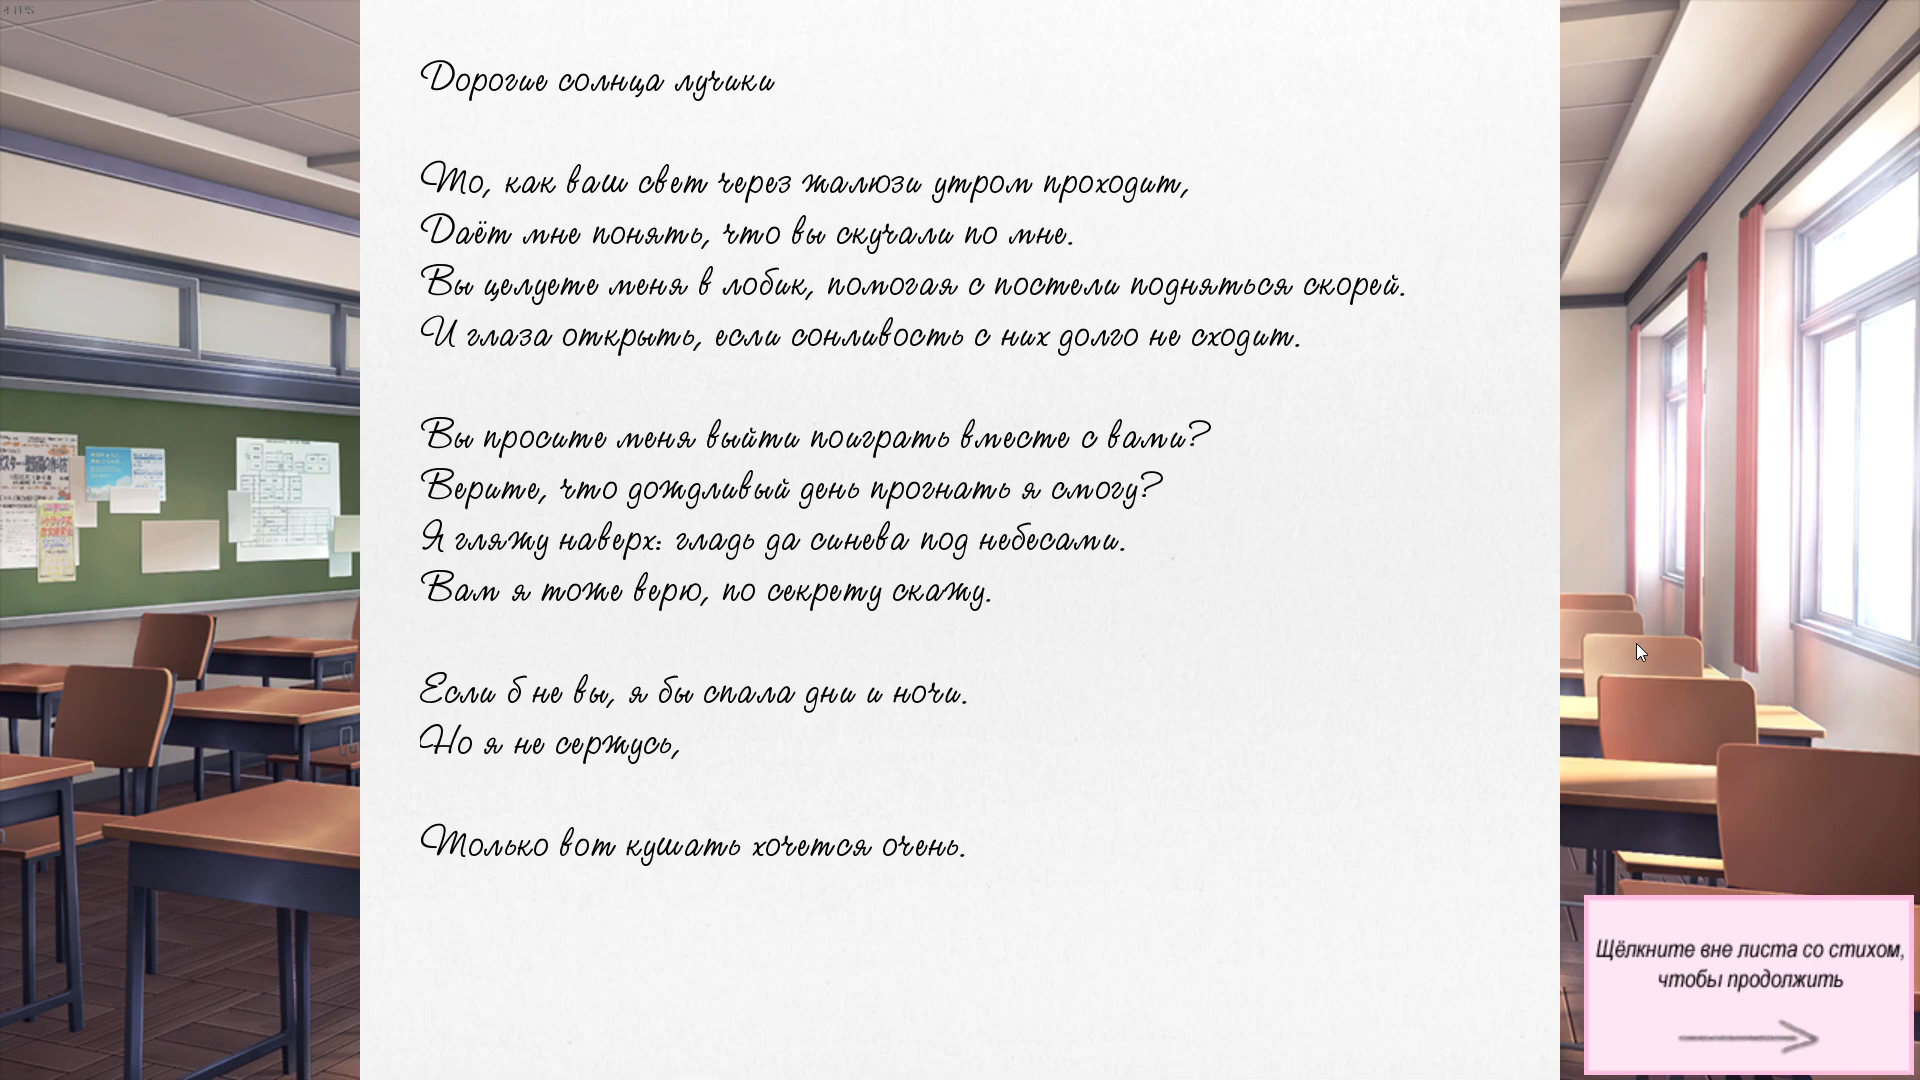 4 FPS
Дорогие солнца лучики
То, как ваш свет через жалюзи утром проходит,
Даёт мне понять, что вы скучали по мне.
Вы целуете меня в лобик, помогая с постели подняться скорей.
И глаза открыть, если сонливость с них долго не сходит.
Вы просите меня выйти поиграть вместе с вами?
Верите, что дождливый день прогнать я смогу?
Я гляжу наверх: гладь да синева под небесами.
Вам я тоже верю, по секрету скажу.
Если б не вы, я бы спала дни и ночи.
Но я не сержусь,
Только вот кушать хочется очень.
Щёлкните вне листа со стихом,
чтобы продолжить